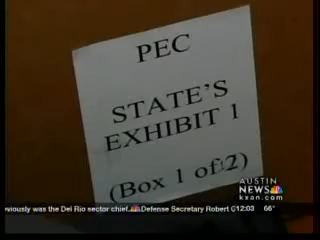 PEC
STATE'S
EXHIBIT 1
(Box 1 of 2)
AUSTIN
NEWS
kxan.com
eviously was the Del Rio sector chief. Defense Secretary Robert G 12:03 66°